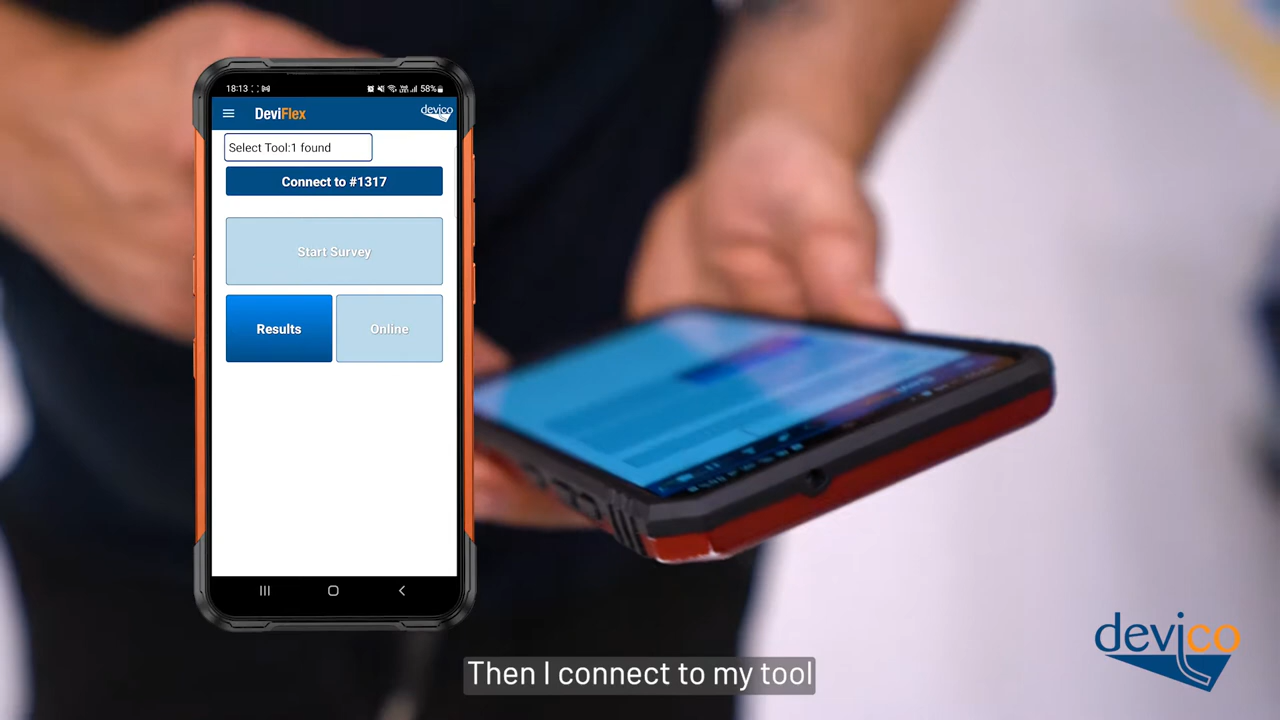 18:13
58%
DeviFlex
devico
Select Tool:1 found
Connect to #1317
Start Survey
Results
Online
devico
Then I connect to my tool